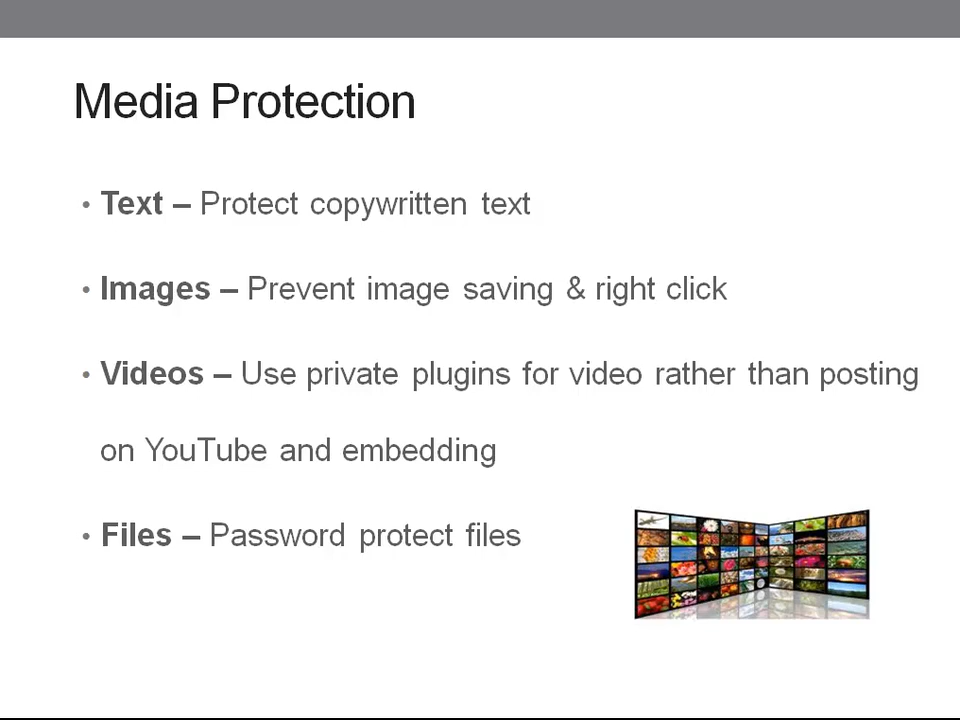 Media Protection
• Text – Protect copywritten text
• Images – Prevent image saving & right click
• Videos – Use private plugins for video rather than posting
on YouTube and embedding
• Files – Password protect files